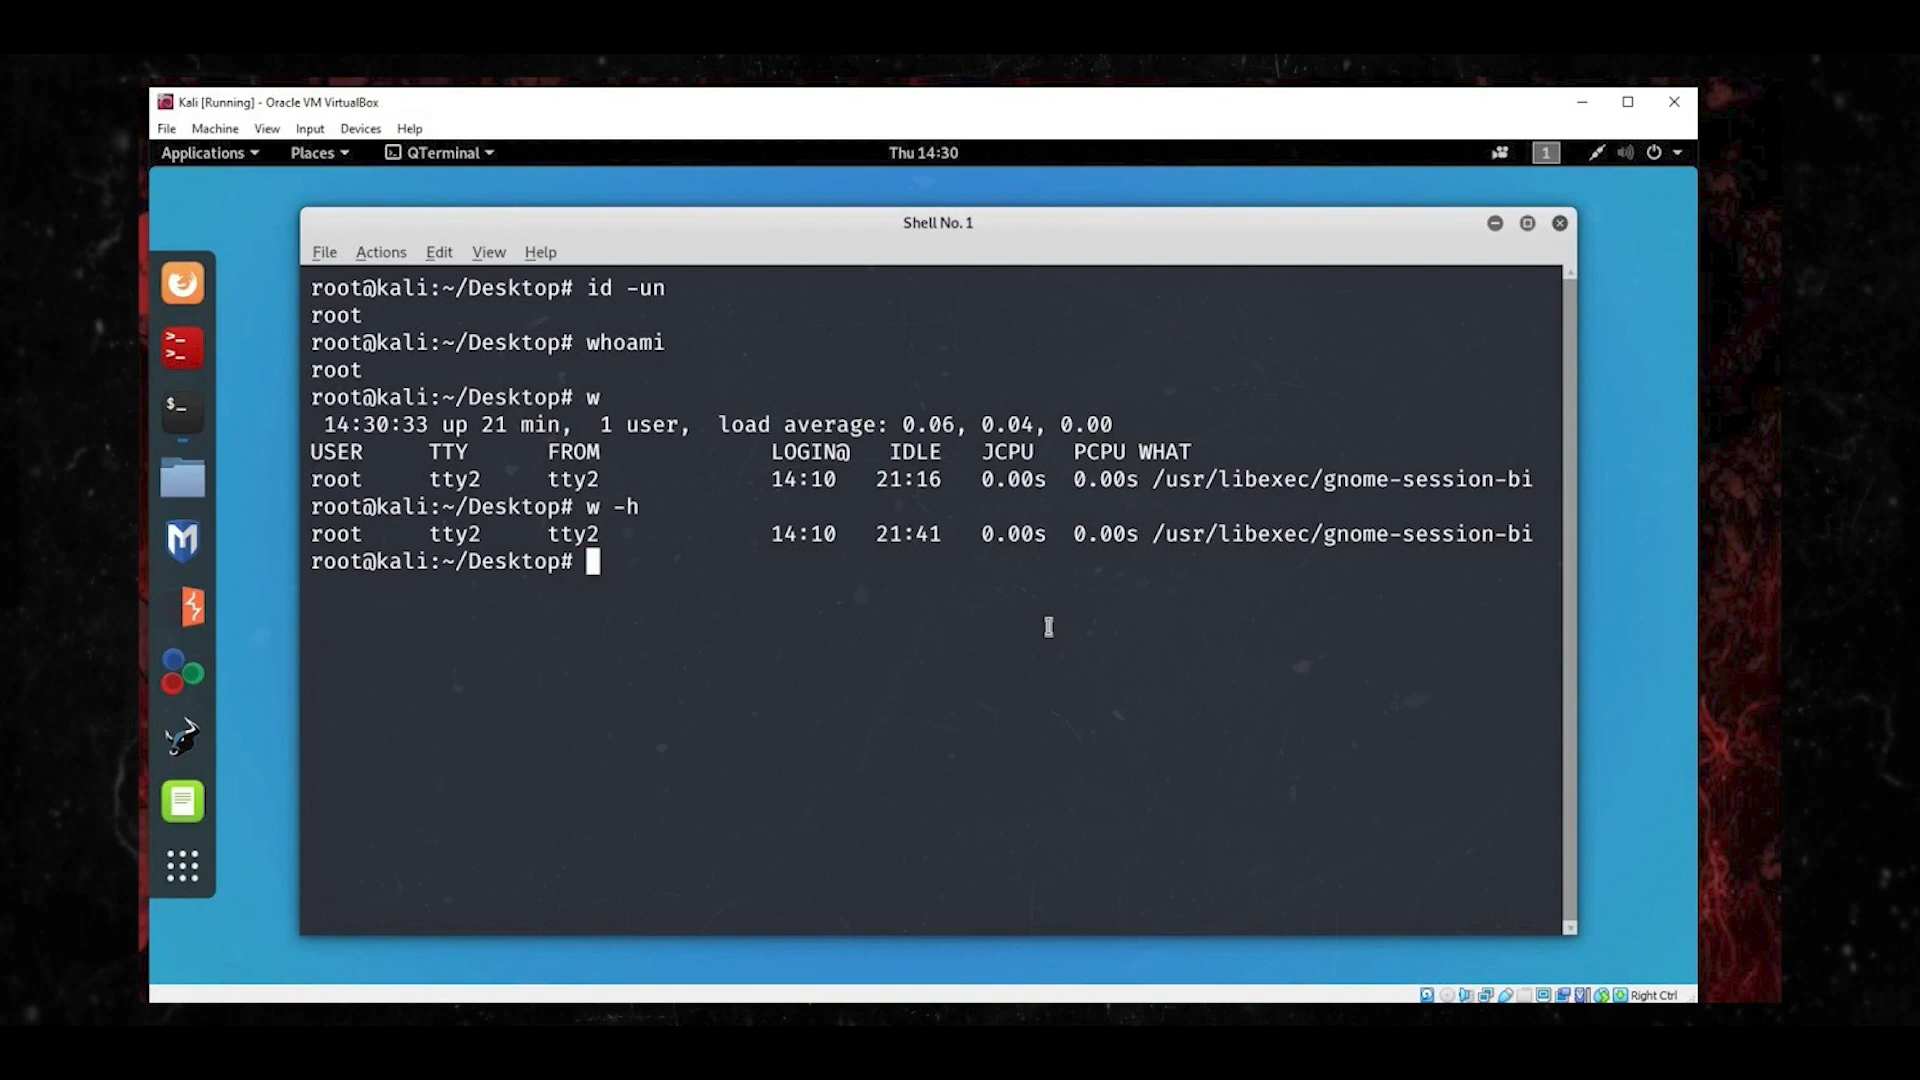 Kali [Running] - Oracle VM VirtualBox
File Machine View Input Devices Help
Applications Places QTerminal Thu 14:30 1
Shell No. 1
File Actions Edit View Help
root@kali:~/Desktop# id -un
root
root@kali:~/Desktop# whoami
root
root@kali:~/Desktop# w
14:30:33 up 21 min, 1 user, load average: 0.06, 0.04, 0.00
USER TTY FROM LOGIN@ IDLE JCPU PCPU WHAT
root tty2 tty2 14:10 21:16 0.00s 0.00s /usr/libexec/gnome-session-bi
root@kali:~/Desktop# w -h
root tty2 tty2 14:10 21:41 0.00s 0.00s /usr/libexec/gnome-session-bi
root@kali:~/Desktop#
Right Ctrl